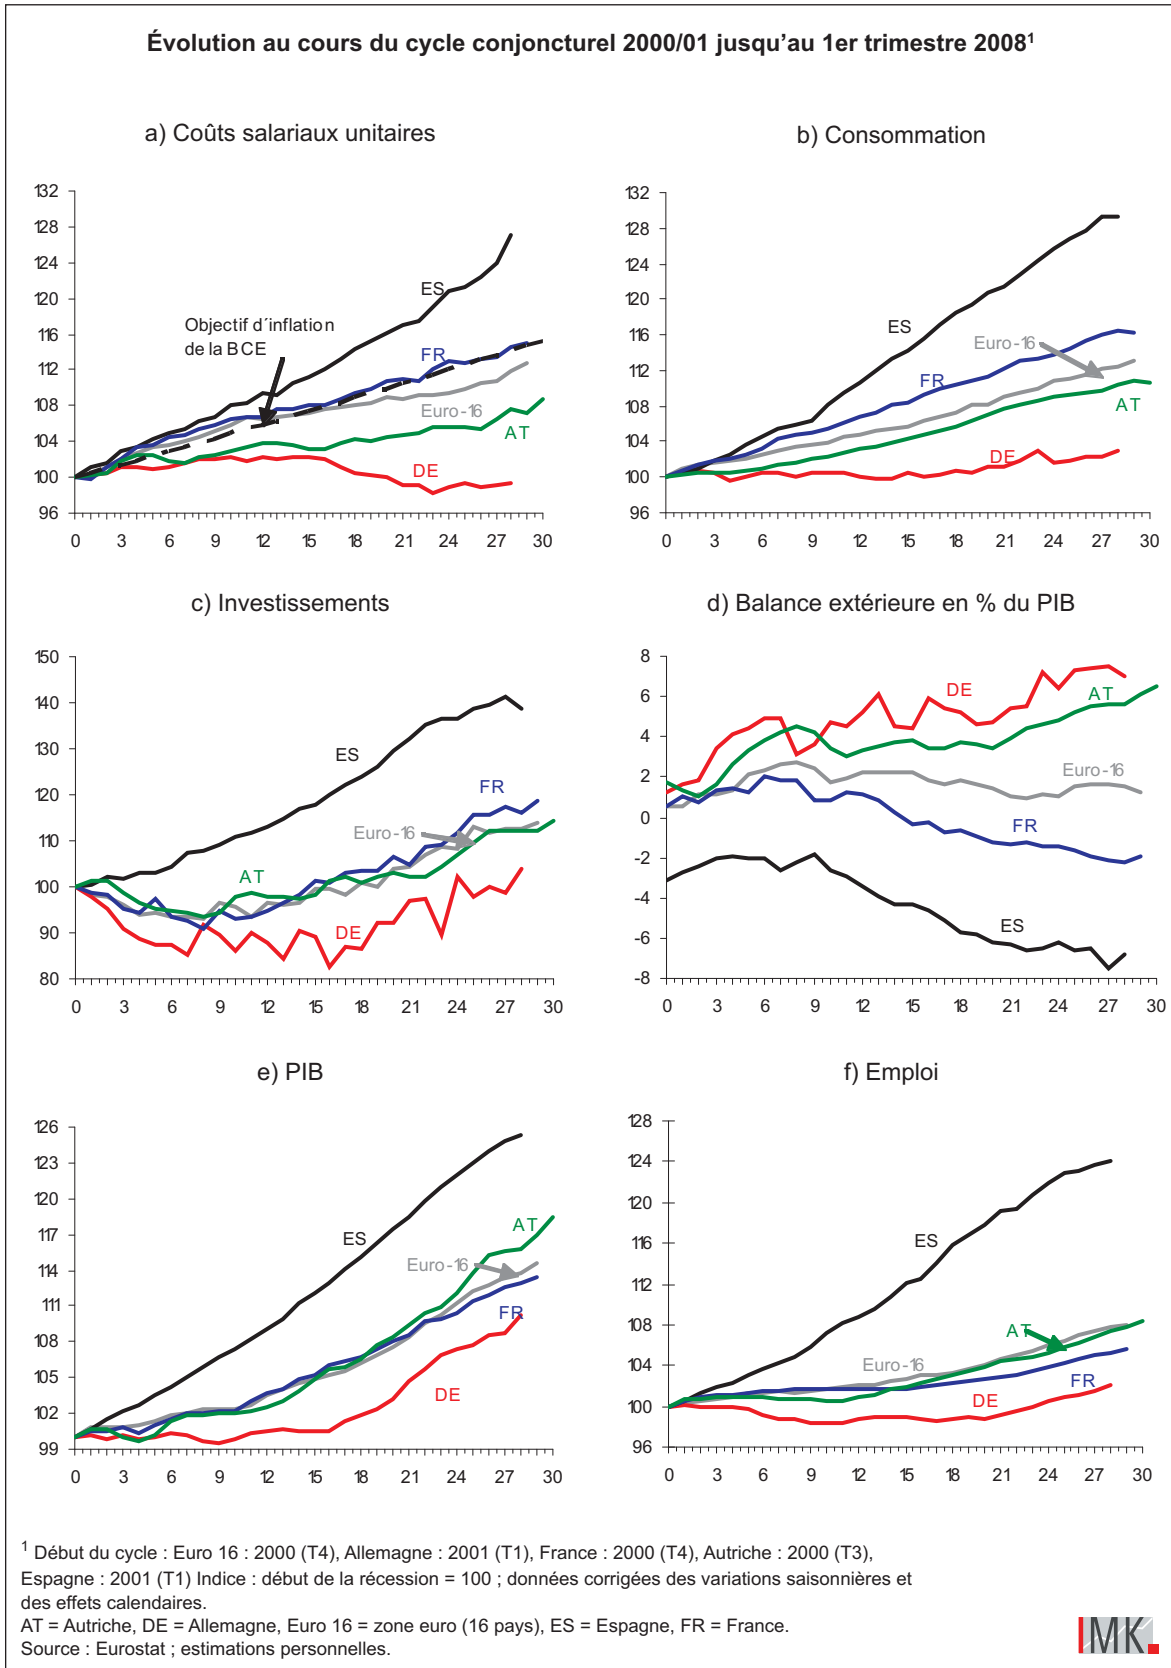 Évolution au cours du cycle conjoncturel 2000/01 jusqu'au 1er trimestre 2008¹
a) Coûts salariaux unitaires
132
128
124
120
116
112
108
104
100
96
0 3 6 9 12 15 18 21 24 27 30
ES
Objectif d´inflation
de la BCE
FR
Euro-16
AT
DE
b) Consommation
132
128
124
120
116
112
108
104
100
96
0 3 6 9 12 15 18 21 24 27 30
ES
Euro-16
FR
AT
DE
c) Investissements
150
140
130
120
110
100
90
80
0 3 6 9 12 15 18 21 24 27 30
ES
FR
Euro-16
AT
DE
d) Balance extérieure en % du PIB
8
6
4
2
0
-2
-4
-6
-8
0 3 6 9 12 15 18 21 24 27 30
DE
AT
Euro-16
FR
ES
e) PIB
126
123
120
117
114
111
108
105
102
99
0 3 6 9 12 15 18 21 24 27 30
ES
AT
Euro-16
FR
DE
f) Emploi
128
124
120
116
112
108
104
100
96
0 3 6 9 12 15 18 21 24 27 30
ES
AT
Euro-16
FR
DE
¹ Début du cycle : Euro 16 : 2000 (T4), Allemagne : 2001 (T1), France : 2000 (T4), Autriche : 2000 (T3),
Espagne : 2001 (T1) Indice : début de la récession = 100 ; données corrigées des variations saisonnières et
des effets calendaires.
AT = Autriche, DE = Allemagne, Euro 16 = zone euro (16 pays), ES = Espagne, FR = France.
Source : Eurostat ; estimations personnelles.
IMK